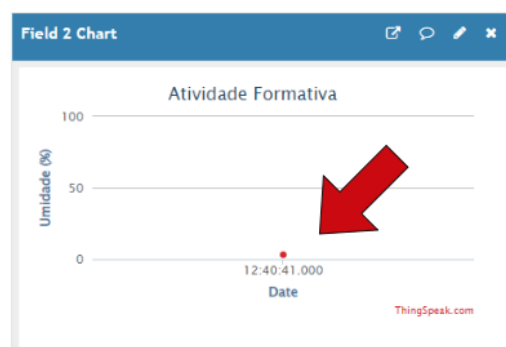 Field 2 Chart
Atividade Formativa
100
Umidade (%)
50
0
12:40:41.000
Date
ThingSpeak.com